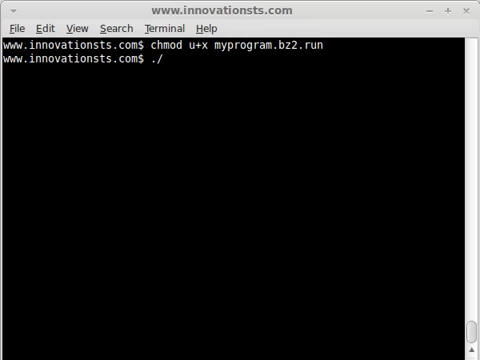 www.innovationsts.com
File Edit View Search Terminal Help
www.innovationsts.com$ chmod u+x myprogram.bz2.run
www.innovationsts.com$ ./